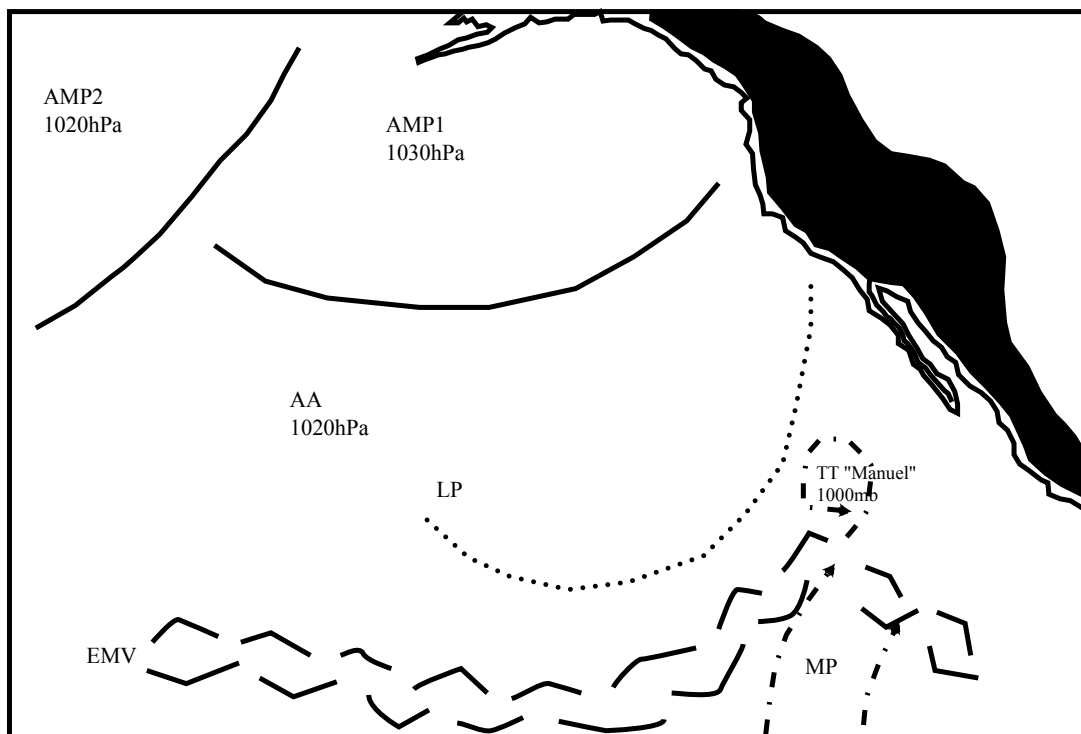 AMP2
1020hPa
AMP1
1030hPa
AA
1020hPa
LP
TT "Manuel"
1000mb
EMV
MP